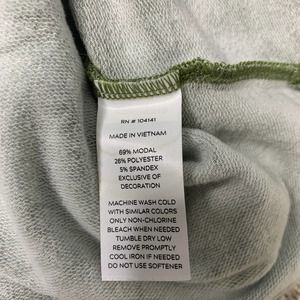 RN # 104141
MADE IN VIETNAM
69% MODAL
26% POLYESTER
5% SPANDEX
EXCLUSIVE OF
DECORATION
MACHINE WASH COLD
WITH SIMILAR COLORS
ONLY NON-CHLORINE
BLEACH WHEN NEEDED
TUMBLE DRY LOW
REMOVE PROMPTLY
COOL IRON IF NEEDED
DO NOT USE SOFTENER